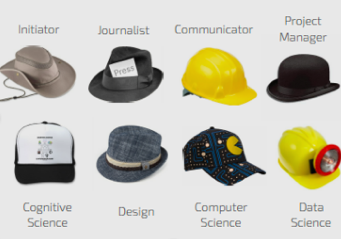 Initiator
Journalist
Communicator
Project
Manager
Press
Cognitive
Science
Design
Computer
Science
Data
Science